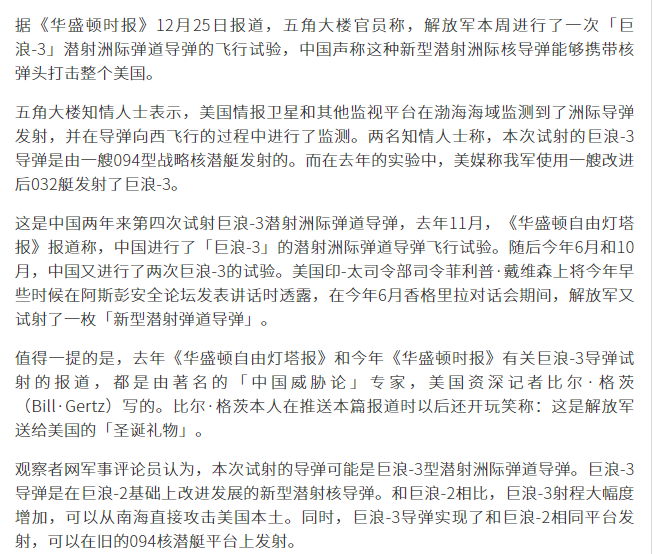 据《华盛顿时报》12月25日报道，五角大楼官员称，解放军本周进行了一次「巨
浪-3」潜射洲际弹道导弹的飞行试验，中国声称这种新型潜射洲际核导弹能够携带核
弹头打击整个美国。
五角大楼知情人士表示，美国情报卫星和其他监视平台在渤海海域监测到了洲际导弹
发射，并在导弹向西飞行的过程中进行了监测。两名知情人士称，本次试射的巨浪-3
导弹是由一艘094型战略核潜艇发射的。而在去年的实验中，美媒称我军使用一艘改进
后032艇发射了巨浪-3。
这是中国两年来第四次试射巨浪-3潜射洲际弹道导弹，去年11月，《华盛顿自由灯塔
报》报道称，中国进行了「巨浪-3」的潜射洲际弹道导弹飞行试验。随后今年6月和10
月，中国又进行了两次巨浪-3的试验。美国印-太司令部司令菲利普·戴维森上将今年早
些时候在阿斯彭安全论坛发表讲话时透露，在今年6月香格里拉对话会期间，解放军又
试射了一枚「新型潜射弹道导弹」。
值得一提的是，去年《华盛顿自由灯塔报》和今年《华盛顿时报》有关巨浪-3导弹试
射的报道，都是由著名的「中国威胁论」专家，美国资深记者比尔·格茨
（Bill·Gertz）写的。比尔·格茨本人在推送本篇报道时以后还开玩笑称：这是解放军
送给美国的「圣诞礼物」。
观察者网军事评论员认为，本次试射的导弹可能是巨浪-3型潜射洲际弹道导弹。巨浪-3
导弹是在巨浪-2基础上改进发展的新型潜射核导弹。和巨浪-2相比，巨浪-3射程大幅度
增加，可以从南海直接攻击美国本土。同时，巨浪-3导弹实现了和巨浪-2相同平台发
射，可以在旧的094核潜艇平台上发射。